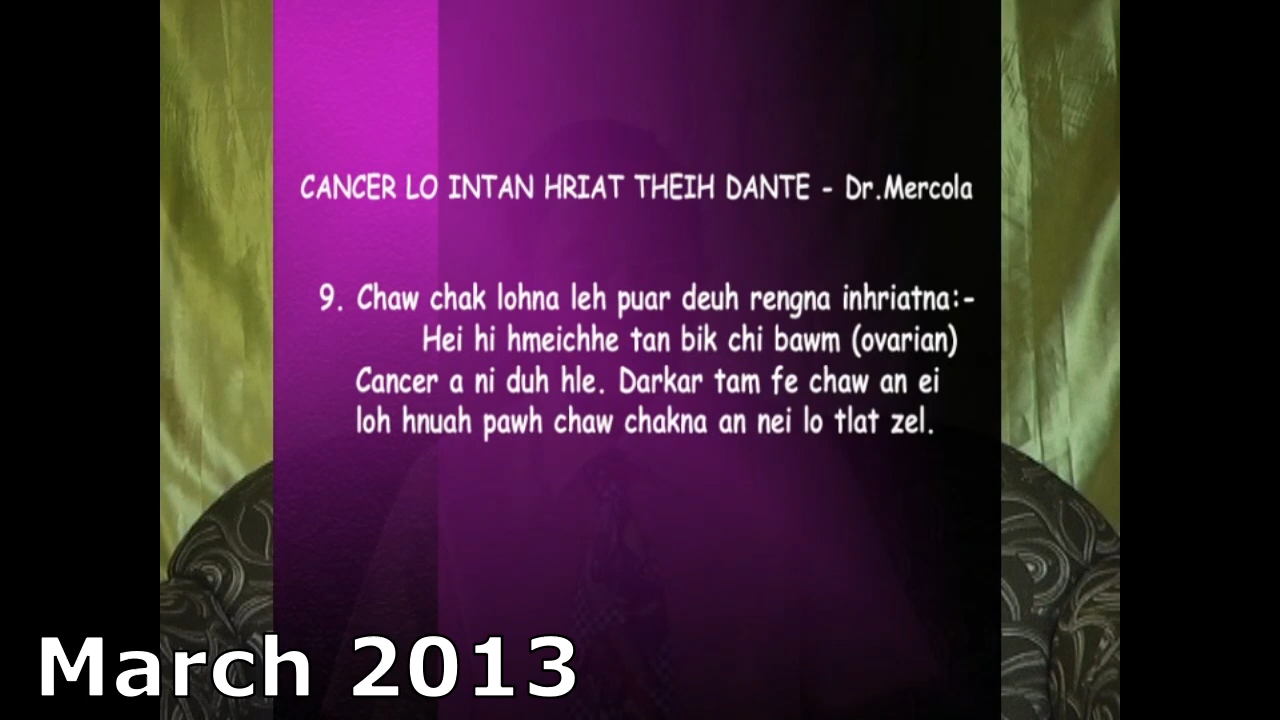 CANCER LO INTAN HRIAT THEIH DANTE - Dr.Mercola
9. Chaw chak lohna leh puar deuh rengna inhriatna:-
Hei hi hmeichhe tan bik chi bawm (ovarian)
Cancer a ni duh hle. Darkar tam fe chaw an ei
loh hnuah pawh chaw chakna an nei lo tlat zel.
March 2013